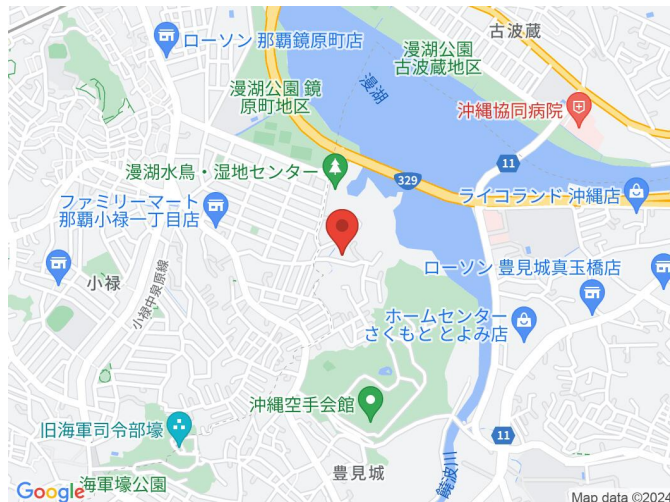 古波蔵
ローソン 那覇鏡原町店
漫湖公園
古波蔵地区
漫湖
漫湖公園 鏡
原町地区
沖縄協同病院
11
漫湖水鳥・湿地センター
329
ファミリーマート
那覇小禄一丁目店
ライコランド 沖縄店
小禄
小禄中泉原線
ローソン 豊見城真玉橋店
ホームセンター
さくもと とよみ店
沖縄空手会館
旧海軍司令部壕
11
豊見城
饒波川
海軍壕公園
Google
Map data ©2024